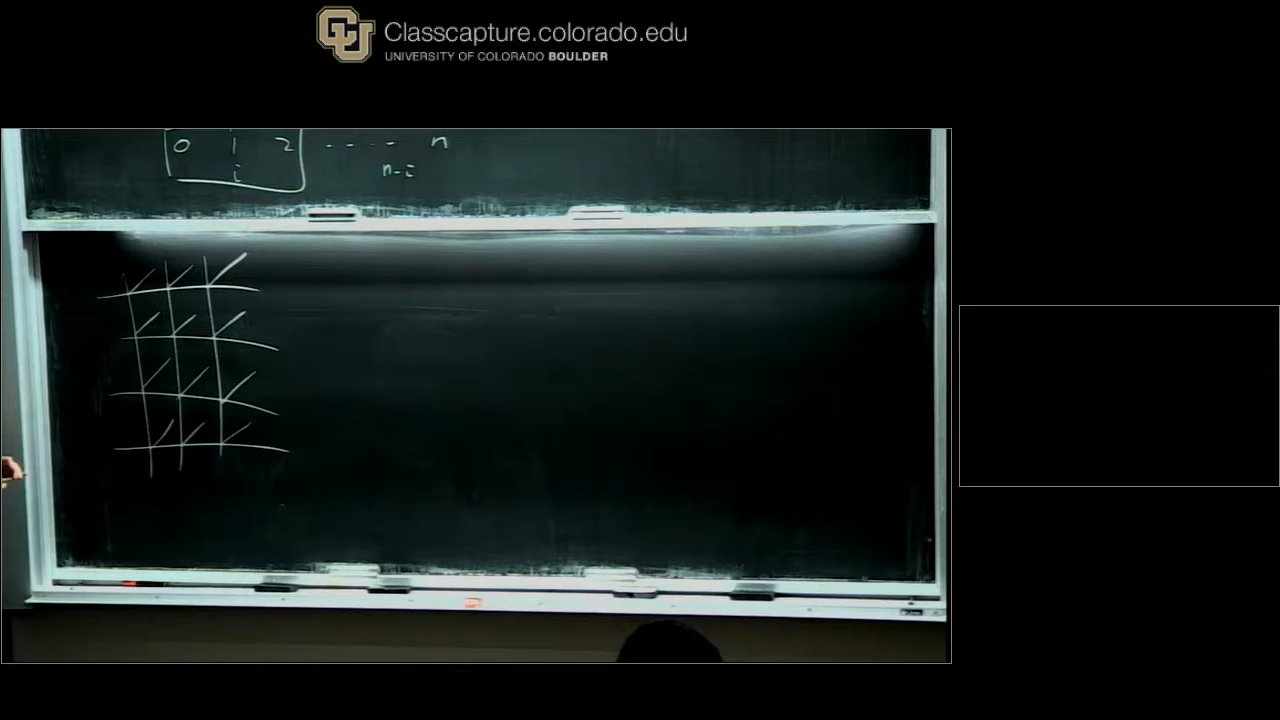 Classcapture.colorado.edu
UNIVERSITY OF COLORADO BOULDER
0 1 2 ..... n
i n-i